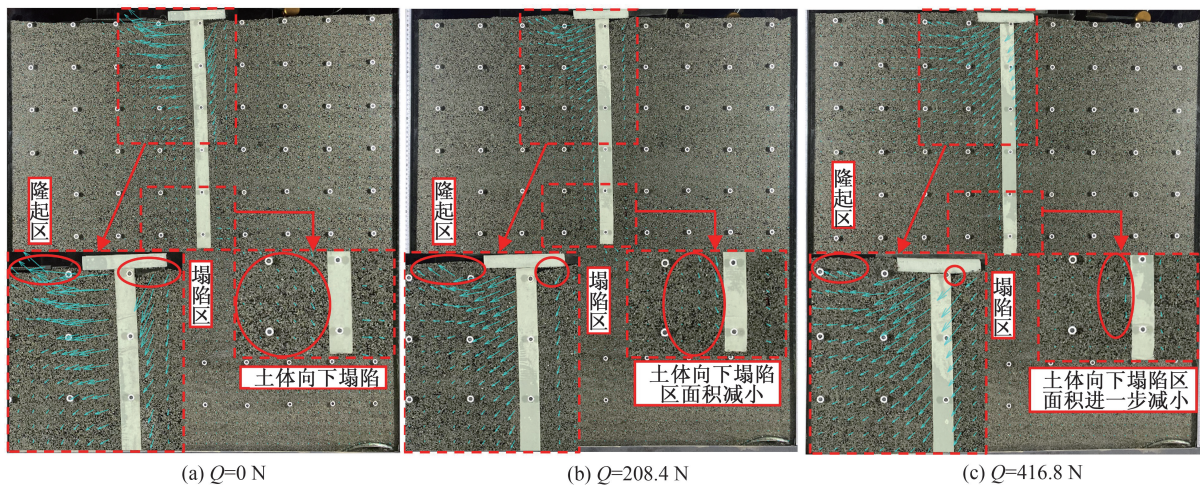 隆起区
塌陷区
土体向下塌陷
(a) Q=0 N
隆起区
塌陷区
土体向下塌陷
区面积减小
(b) Q=208.4 N
隆起区
塌陷区
土体向下塌陷区
面积进一步减小
(c) Q=416.8 N